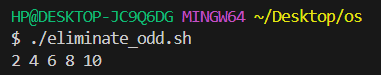 HP@DESKTOP-JC9Q6DG MINGW64 ~/Desktop/os
$ ./eliminate_odd.sh
2 4 6 8 10